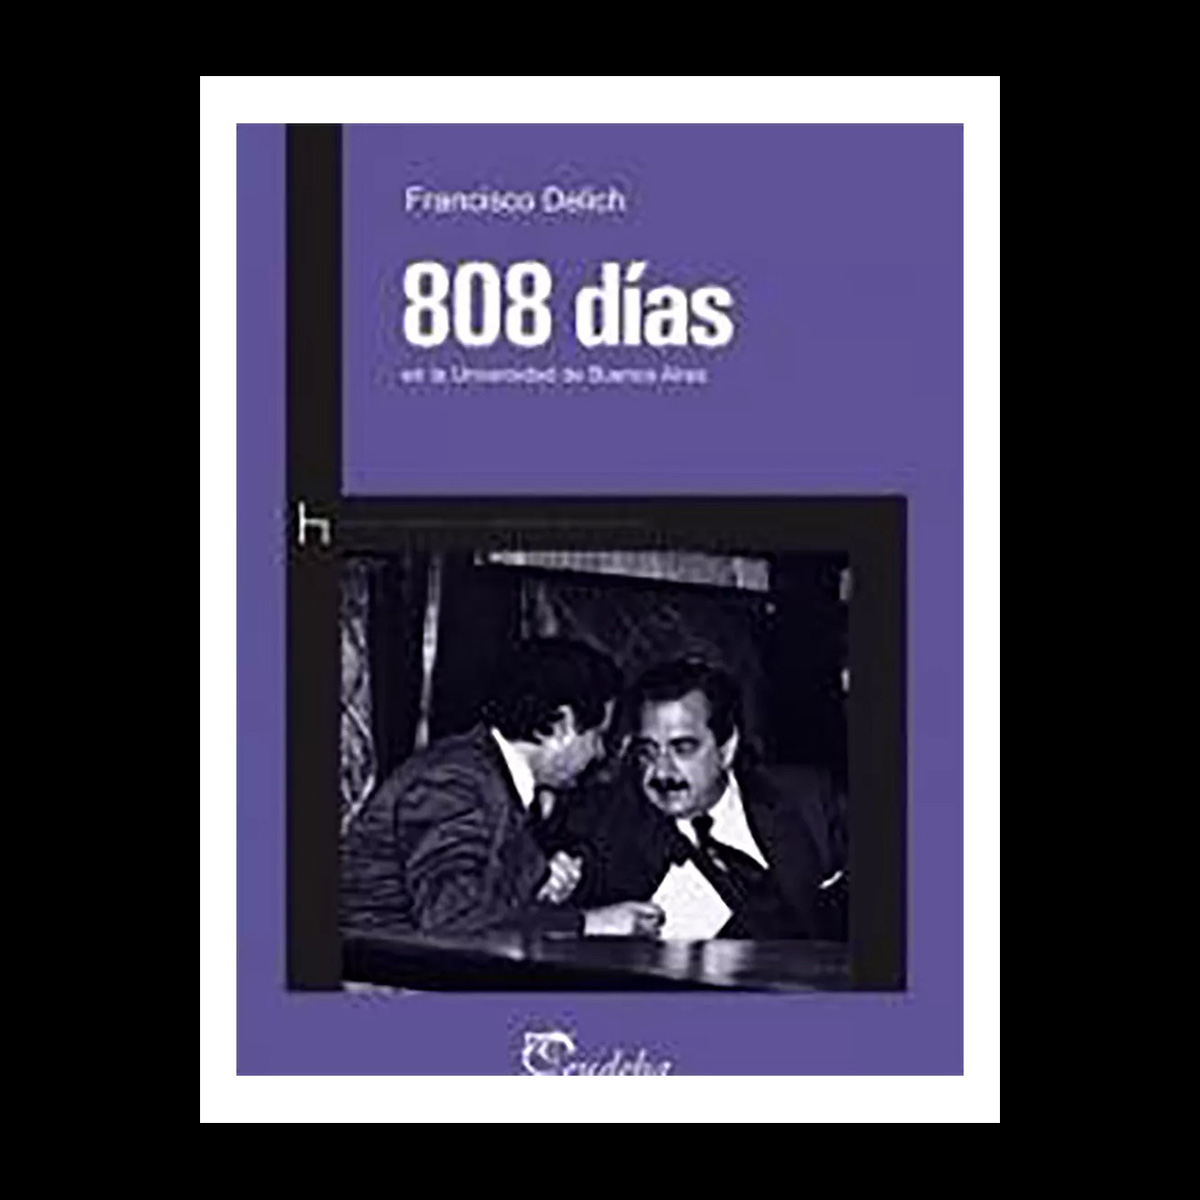 Francisco Delich
808 días
en la Universidad de Buenos Aires
h
eudeba